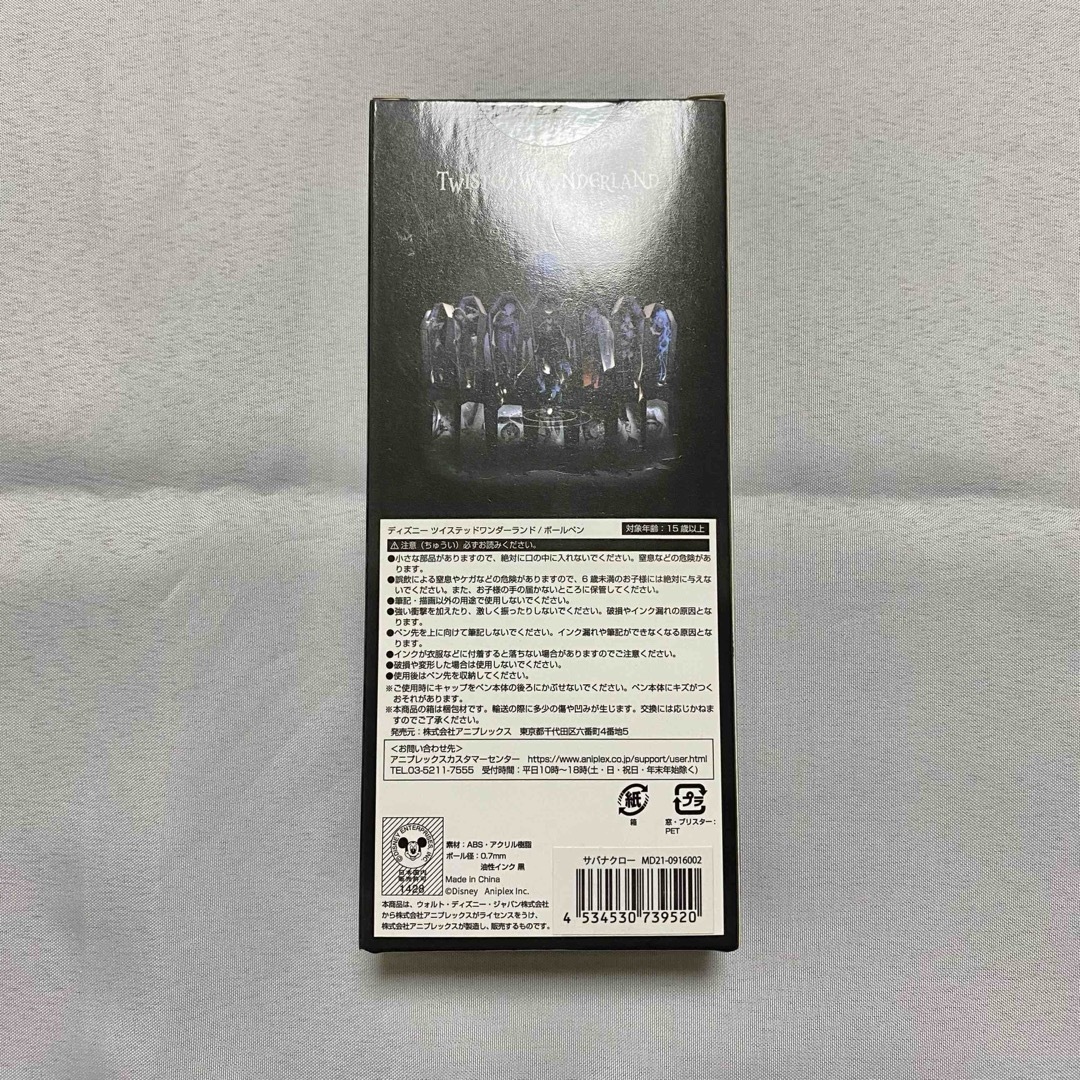 TWISTED WONDERLAND
ディズニー ツイステッドワンダーランド / ボールペン
対象年齢：15歳以上
⚠注意（ちゅうい）必ずお読みください。
●小さな部品がありますので、絶対に口の中に入れないでください。窒息などの危険があ
ります。
●誤飲による窒息やケガなどの危険がありますので、6歳未満のお子様には絶対に与えな
いでください。また、お子様の手の届かないところに保管してください。
●筆記・描画以外の用途で使用しないでください。
●強い衝撃を加えたり、激しく振ったりしないでください。破損やインク漏れの原因とな
ります。
●ペン先を上に向けて筆記しないでください。インク漏れや筆記ができなくなる原因とな
ります。
●インクが衣服などに付着すると落ちない場合がありますのでご注意ください。
●破損や変形した場合は使用しないでください。
●使用後はペン先を収納してください。
※ご使用時にキャップをペン本体の後ろにかぶせないでください。ペン本体にキズがつく
おそれがあります。
※本商品の箱は梱包材です。輸送の際に多少の傷や凹みが生じます。交換には応じかねま
すのでご了承ください。
発売元：株式会社アニプレックス 東京都千代田区六番町4番地5
＜お問い合わせ先＞
アニプレックスカスタマーセンター https://www.aniplex.co.jp/support/user.html
TEL.03-5211-7555 受付時間：平日10時～18時(土・日・祝日・年末年始除く)
紙
箱
プラ
窓・ブリスター：
PET
©DISNEY ENTERPRISES INC.
日本国内
販売許可
1428
素材：ABS・アクリル樹脂
ボール径：0.7mm
油性インク 黒
Made in China
©Disney Aniplex Inc.
本商品は、ウォルト・ディズニー・ジャパン株式会社
から株式会社アニプレックスがライセンスをうけ、
株式会社アニプレックスが製造し、販売するものです。
サバナクロー MD21-0916002
4 534530 739520